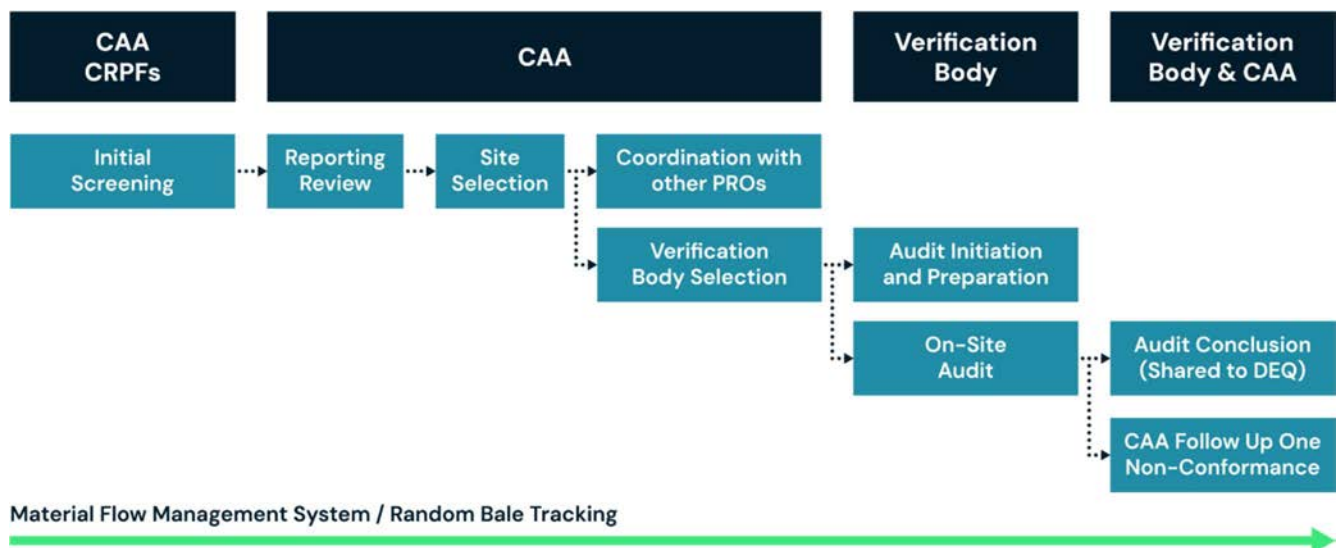 CAA
CRPFs
CAA
Verification
Body
Verification
Body & CAA
Initial
Screening
Reporting
Review
Site
Selection
Coordination with
other PROs
Verification
Body Selection
Audit Initiation
and Preparation
On-Site
Audit
Audit Conclusion
(Shared to DEQ)
CAA Follow Up One
Non-Conformance
Material Flow Management System / Random Bale Tracking